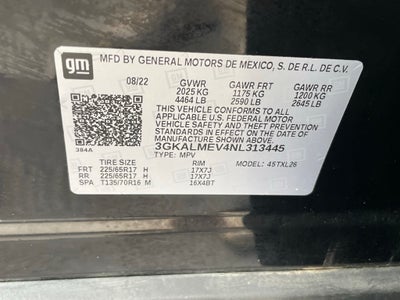 gm
MFD BY GENERAL MOTORS DE MEXICO, S. DE R.L. DE C.V.
08/22 GVWR GAWR FRT GAWR RR
2025 KG 1175 KG 1200 KG
4464 LB 2590 LB 2645 LB
THIS VEHICLE CONFORMS TO ALL
APPLICABLE U.S. FEDERAL MOTOR
VEHICLE SAFETY AND THEFT PREVENTION
STANDARDS IN EFFECT ON THE DATE OF
MANUFACTURE SHOWN ABOVE.
384A 3GKALMEV4NL313445
TYPE: MPV MODEL: 4STXL26
TIRE SIZE RIM
FRT 225/65R17 H 17X7J
RR 225/65R17 H 17X7J
SPA T135/70R16 M 16X4BT